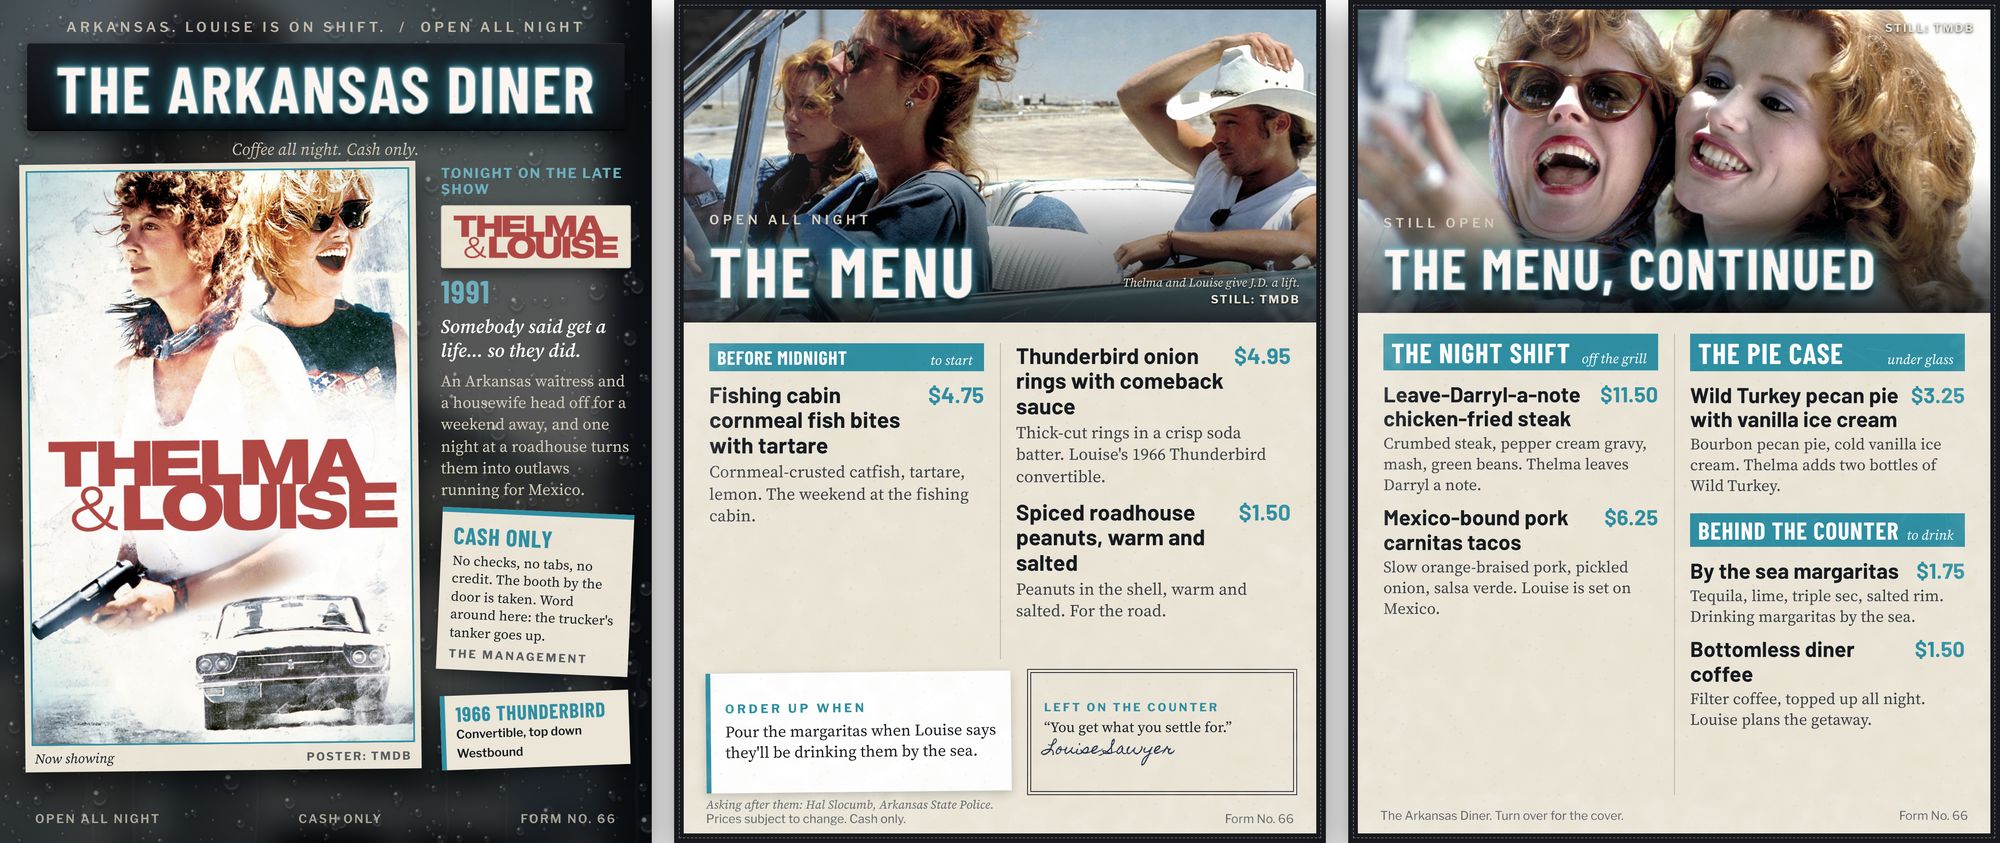 ARKANSAS. LOUISE IS ON SHIFT. / OPEN ALL NIGHT
THE ARKANSAS DINER
Coffee all night. Cash only.
THELMA
&LOUISE
Now showing
POSTER: TMDB
TONIGHT ON THE LATE
SHOW
THELMA
&LOUISE
1991
Somebody said get a
life... so they did.
An Arkansas waitress and
a housewife head off for a
weekend away, and one
night at a roadhouse turns
them into outlaws
running for Mexico.
CASH ONLY
No checks, no tabs, no
credit. The booth by the
door is taken. Word
around here: the trucker's
tanker goes up.
THE MANAGEMENT
1966 THUNDERBIRD
Convertible, top down
Westbound
OPEN ALL NIGHT
CASH ONLY
FORM NO. 66
OPEN ALL NIGHT
THE MENU
Thelma and Louise give J.D. a lift.
STILL: TMDB
BEFORE MIDNIGHT to start
Fishing cabin $4.75
cornmeal fish bites
with tartare
Cornmeal-crusted catfish, tartare,
lemon. The weekend at the fishing
cabin.
Thunderbird onion $4.95
rings with comeback
sauce
Thick-cut rings in a crisp soda
batter. Louise's 1966 Thunderbird
convertible.
Spiced roadhouse $1.50
peanuts, warm and
salted
Peanuts in the shell, warm and
salted. For the road.
ORDER UP WHEN
Pour the margaritas when Louise says
they'll be drinking them by the sea.
LEFT ON THE COUNTER
“You get what you settle for.”
Louise Sawyer
Asking after them: Hal Slocumb, Arkansas State Police.
Prices subject to change. Cash only.
Form No. 66
STILL: TMDB
STILL OPEN
THE MENU, CONTINUED
THE NIGHT SHIFT off the grill
Leave-Darryl-a-note $11.50
chicken-fried steak
Crumbed steak, pepper cream gravy,
mash, green beans. Thelma leaves
Darryl a note.
Mexico-bound pork $6.25
carnitas tacos
Slow orange-braised pork, pickled
onion, salsa verde. Louise is set on
Mexico.
THE PIE CASE under glass
Wild Turkey pecan pie $3.25
with vanilla ice cream
Bourbon pecan pie, cold vanilla ice
cream. Thelma adds two bottles of
Wild Turkey.
BEHIND THE COUNTER to drink
By the sea margaritas $1.75
Tequila, lime, triple sec, salted rim.
Drinking margaritas by the sea.
Bottomless diner $1.50
coffee
Filter coffee, topped up all night.
Louise plans the getaway.
The Arkansas Diner. Turn over for the cover.
Form No. 66